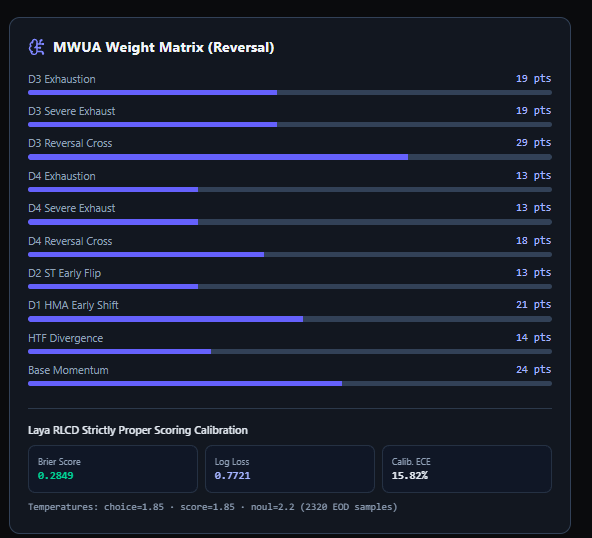 MWUA Weight Matrix (Reversal)
D3 Exhaustion 19 pts
D3 Severe Exhaust 19 pts
D3 Reversal Cross 29 pts
D4 Exhaustion 13 pts
D4 Severe Exhaust 13 pts
D4 Reversal Cross 18 pts
D2 ST Early Flip 13 pts
D1 HMA Early Shift 21 pts
HTF Divergence 14 pts
Base Momentum 24 pts
Laya RLCD Strictly Proper Scoring Calibration
Brier Score Log Loss Calib. ECE
0.2849 0.7721 15.82%
Temperatures: choice=1.85 · score=1.85 · noul=2.2 (2320 EOD samples)